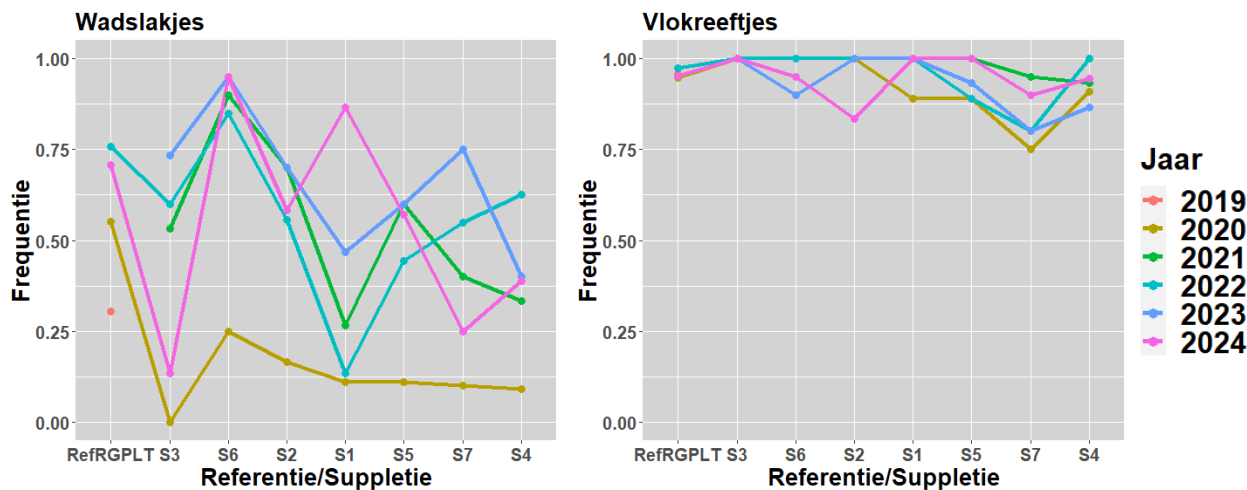 Wadslakjes
Frequentie
1.00
0.75
0.50
0.25
0.00
RefRGPLT S3 S6 S2 S1 S5 S7 S4
Referentie/Suppletie
Vlokreeftjes
Frequentie
1.00
0.75
0.50
0.25
0.00
RefRGPLT S3 S6 S2 S1 S5 S7 S4
Referentie/Suppletie
Jaar
2019
2020
2021
2022
2023
2024